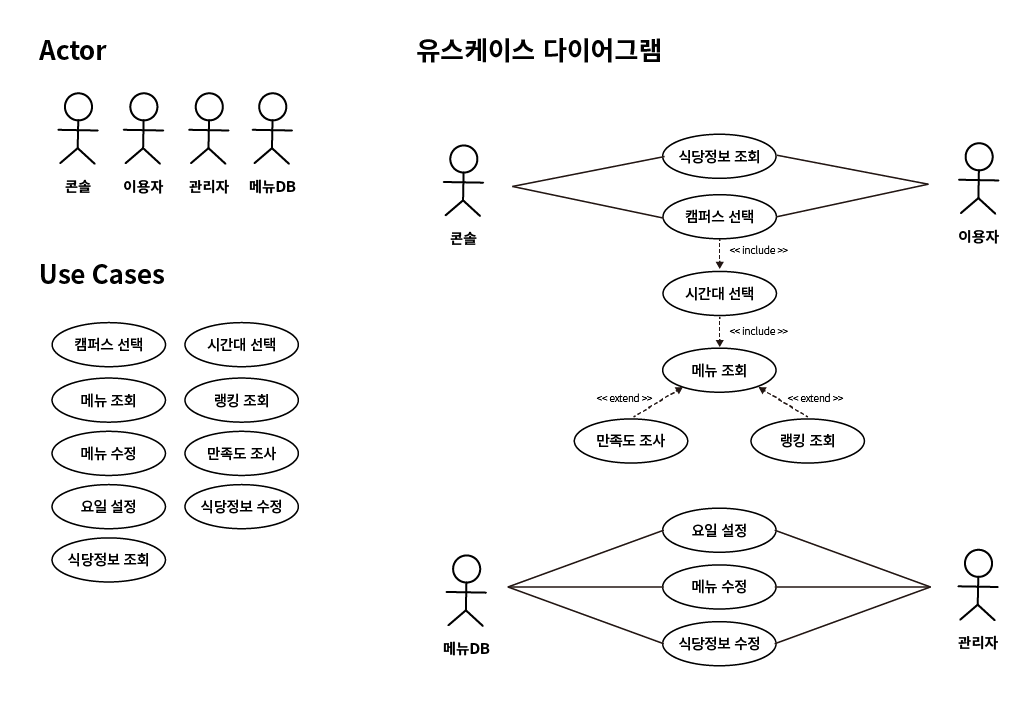 Actor
콘솔 이용자 관리자 메뉴DB
Use Cases
캠퍼스 선택 시간대 선택
메뉴 조회 랭킹 조회
메뉴 수정 만족도 조사
요일 설정 식당정보 수정
식당정보 조회
유스케이스 다이어그램
식당정보 조회
콘솔
이용자
캠퍼스 선택
<< include >>
시간대 선택
<< include >>
메뉴 조회
<< extend >> << extend >>
만족도 조사 랭킹 조회
요일 설정
메뉴 수정
메뉴DB
관리자
식당정보 수정